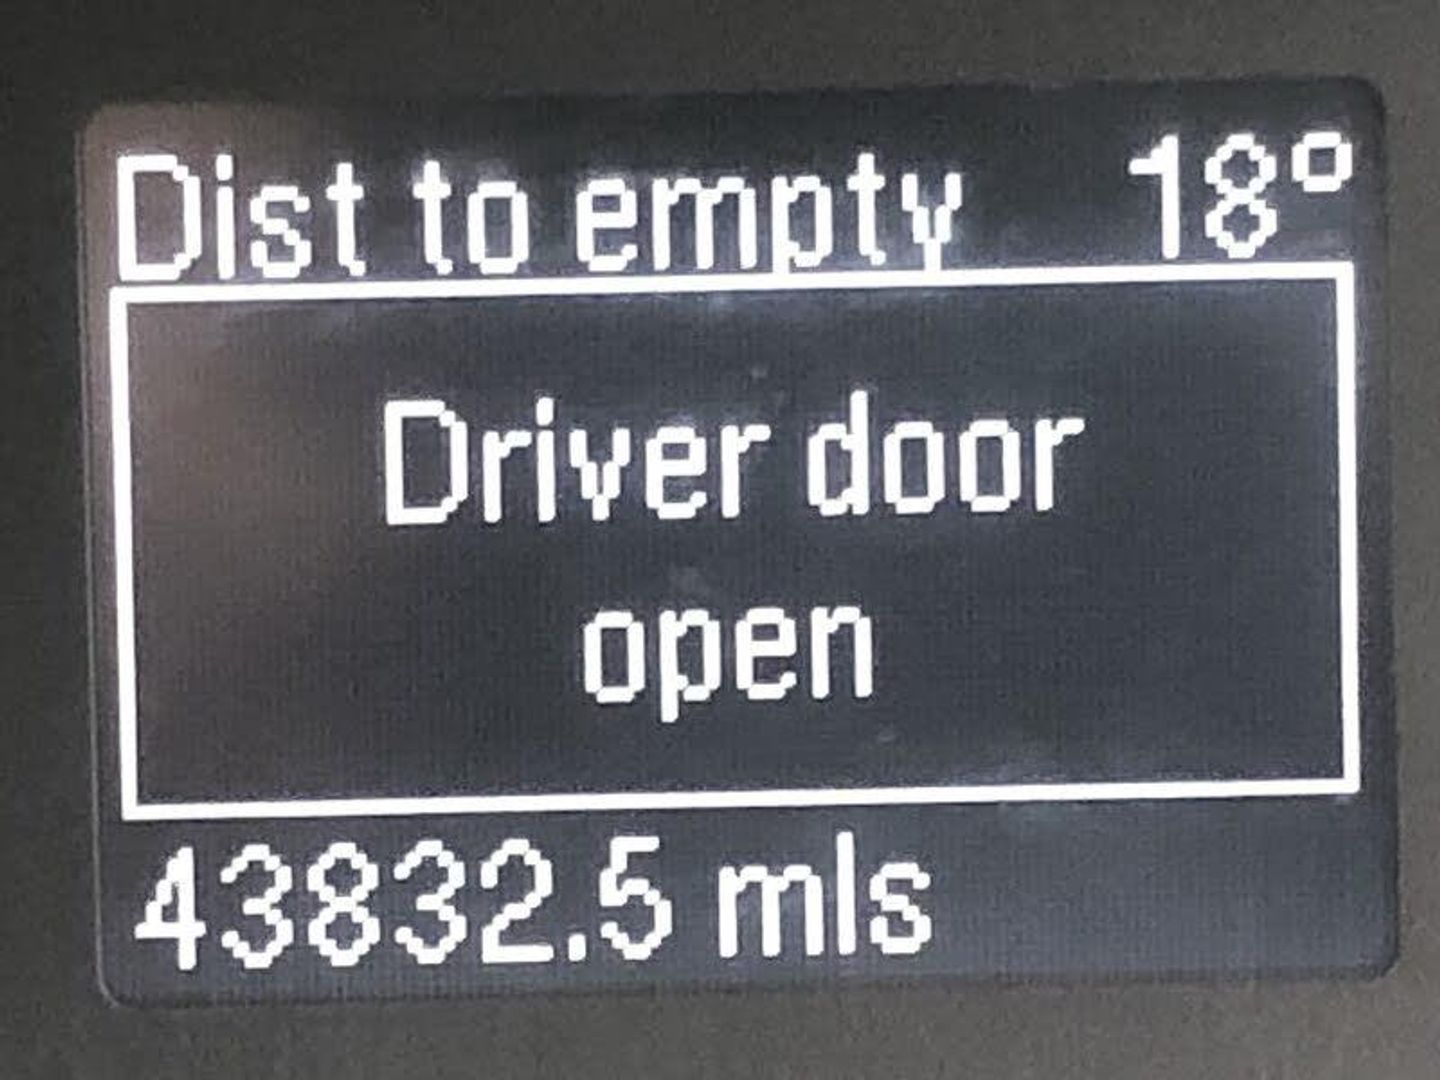 Dist to empty 18°
Driver door
open
43832.5 mls